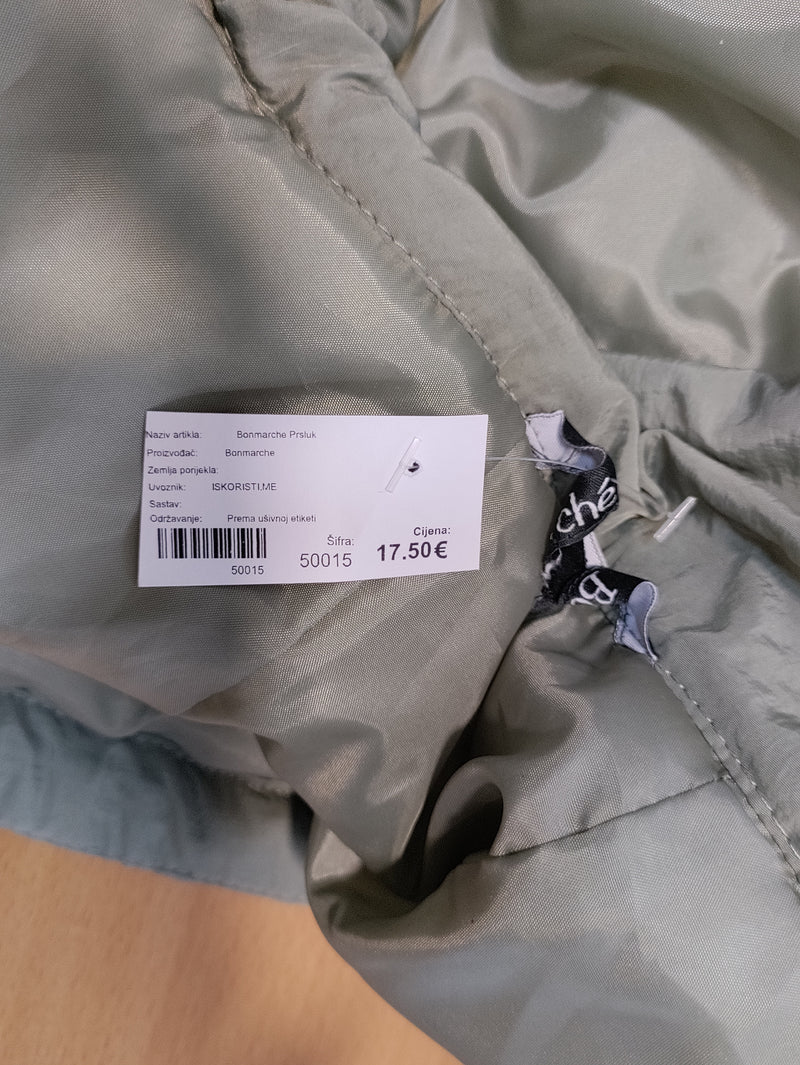 Naziv artikla: Bonmarche Prsluk
Proizvođač: Bonmarche
Zemlja porijekla:
Uvoznik: ISKORISTI.ME
Sastav:
Održavanje: Prema ušivnoj etiketi
Šifra: Cijena:
50015 50015 17.50€
ché
B